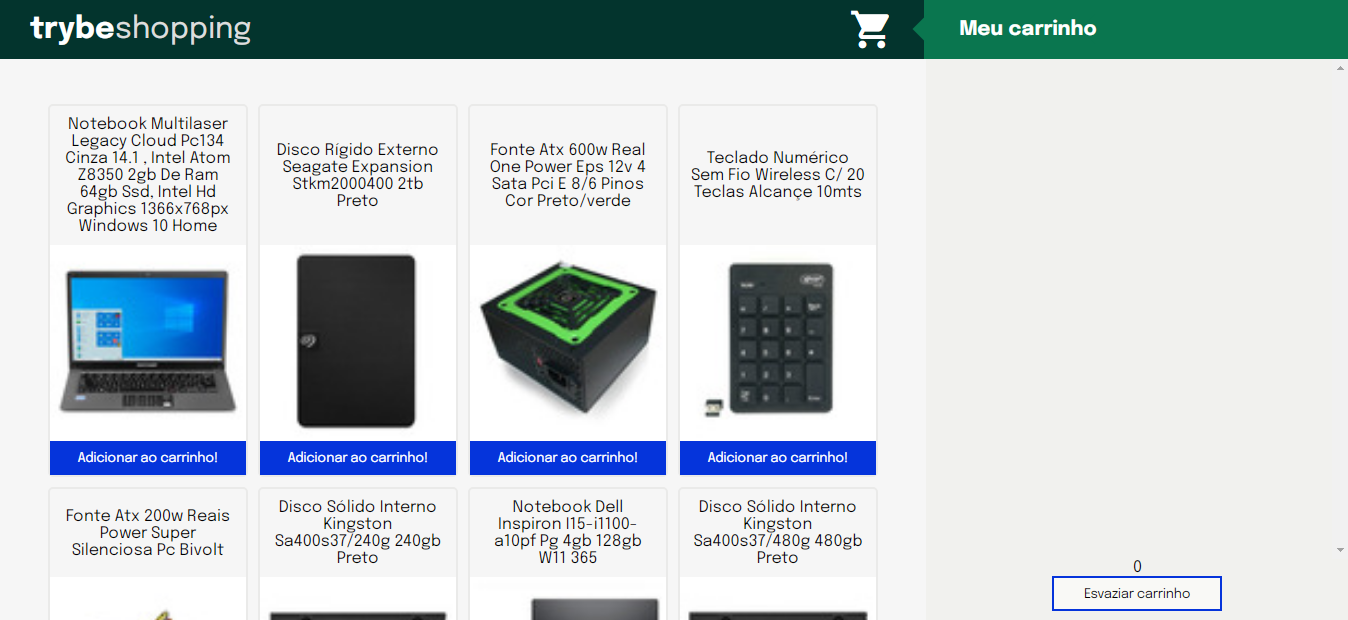 trybeshopping
Meu carrinho
Notebook Multilaser
Legacy Cloud Pc134
Cinza 14.1 , Intel Atom
Z8350 2gb De Ram
64gb Ssd, Intel Hd
Graphics 1366x768px
Windows 10 Home
Disco Rígido Externo
Seagate Expansion
Stkm2000400 2tb
Preto
Fonte Atx 600w Real
One Power Eps 12v 4
Sata Pci E 8/6 Pinos
Cor Preto/verde
Teclado Numérico
Sem Fio Wireless C/ 20
Teclas Alcançe 10mts
Adicionar ao carrinho!
Adicionar ao carrinho!
Adicionar ao carrinho!
Adicionar ao carrinho!
Fonte Atx 200w Reais
Power Super
Silenciosa Pc Bivolt
Disco Sólido Interno
Kingston
Sa400s37/240g 240gb
Preto
Notebook Dell
Inspiron I15-i1100-
a10pf Pg 4gb 128gb
W11 365
Disco Sólido Interno
Kingston
Sa400s37/480g 480gb
Preto
0
Esvaziar carrinho